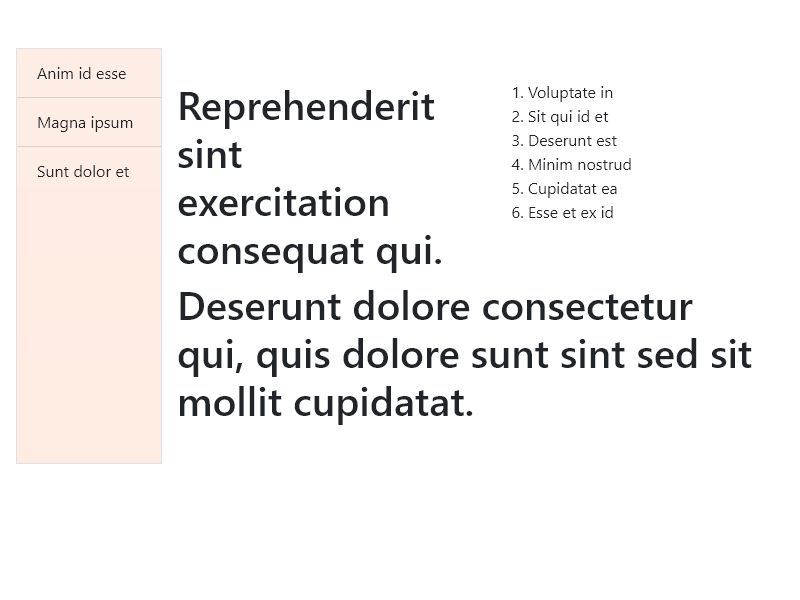 Anim id esse
Magna ipsum
Sunt dolor et
Reprehenderit
sint
exercitation
consequat qui.
1. Voluptate in
2. Sit qui id et
3. Deserunt est
4. Minim nostrud
5. Cupidatat ea
6. Esse et ex id
Deserunt dolore consectetur
qui, quis dolore sunt sint sed sit
mollit cupidatat.